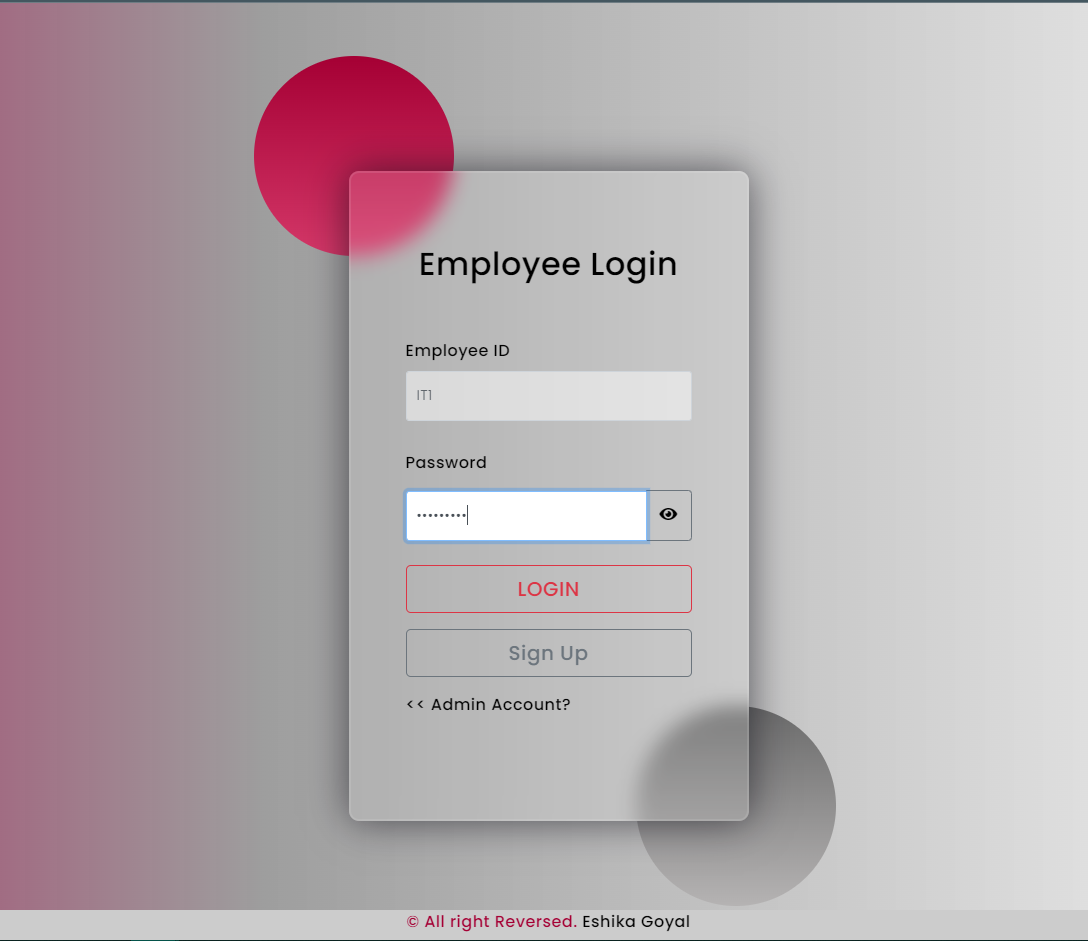 Employee Login
Employee ID
IT1
Password
•••••••••
LOGIN
Sign Up
<< Admin Account?
© All right Reversed. Eshika Goyal